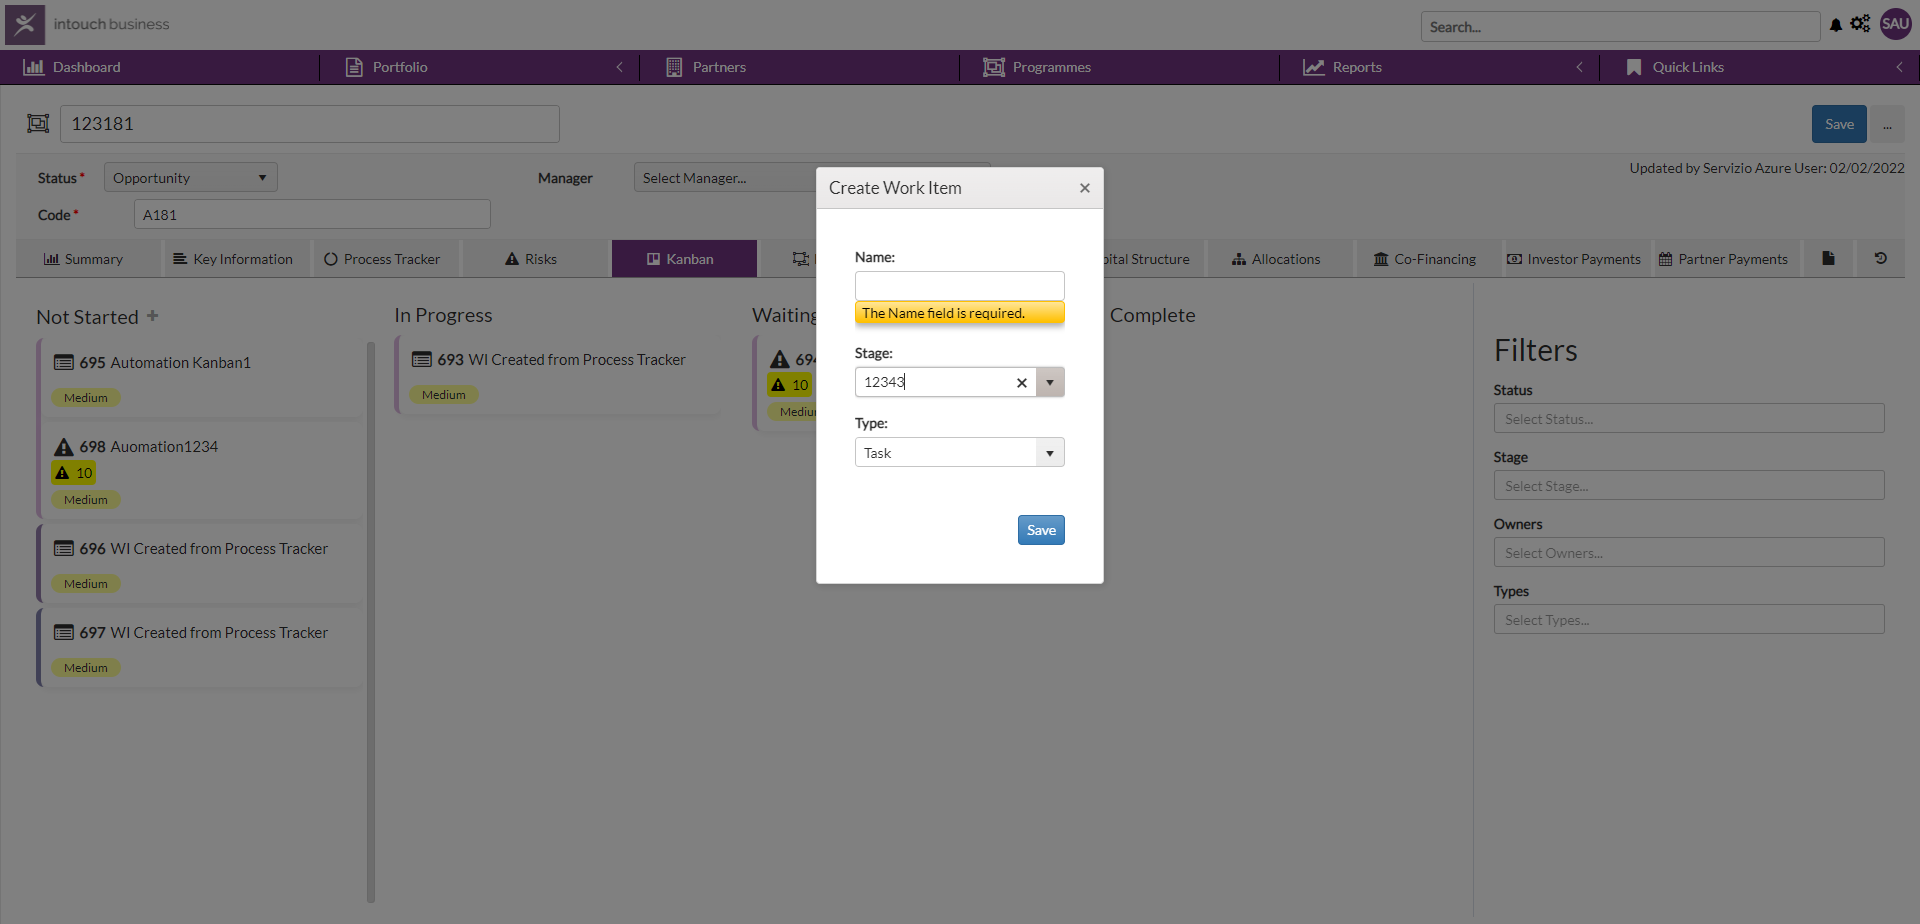 intouch business
Search...
SAU
Dashboard
Portfolio
Partners
Programmes
Reports
Quick Links
123181
Save
...
Status *
Opportunity
Manager
Select Manager...
Updated by Servizio Azure User: 02/02/2022
Code *
A181
Summary
Key Information
Process Tracker
Risks
Kanban
pital Structure
Allocations
Co-Financing
Investor Payments
Partner Payments
Not Started +
695 Automation Kanban1
Medium
698 Auomation1234
10
Medium
696 WI Created from Process Tracker
Medium
697 WI Created from Process Tracker
Medium
In Progress
693 WI Created from Process Tracker
Medium
Waiting
694
10
Mediu
Complete
Create Work Item
×
Name:
The Name field is required.
Stage:
12343
Type:
Task
Save
Filters
Status
Select Status...
Stage
Select Stage...
Owners
Select Owners...
Types
Select Types...